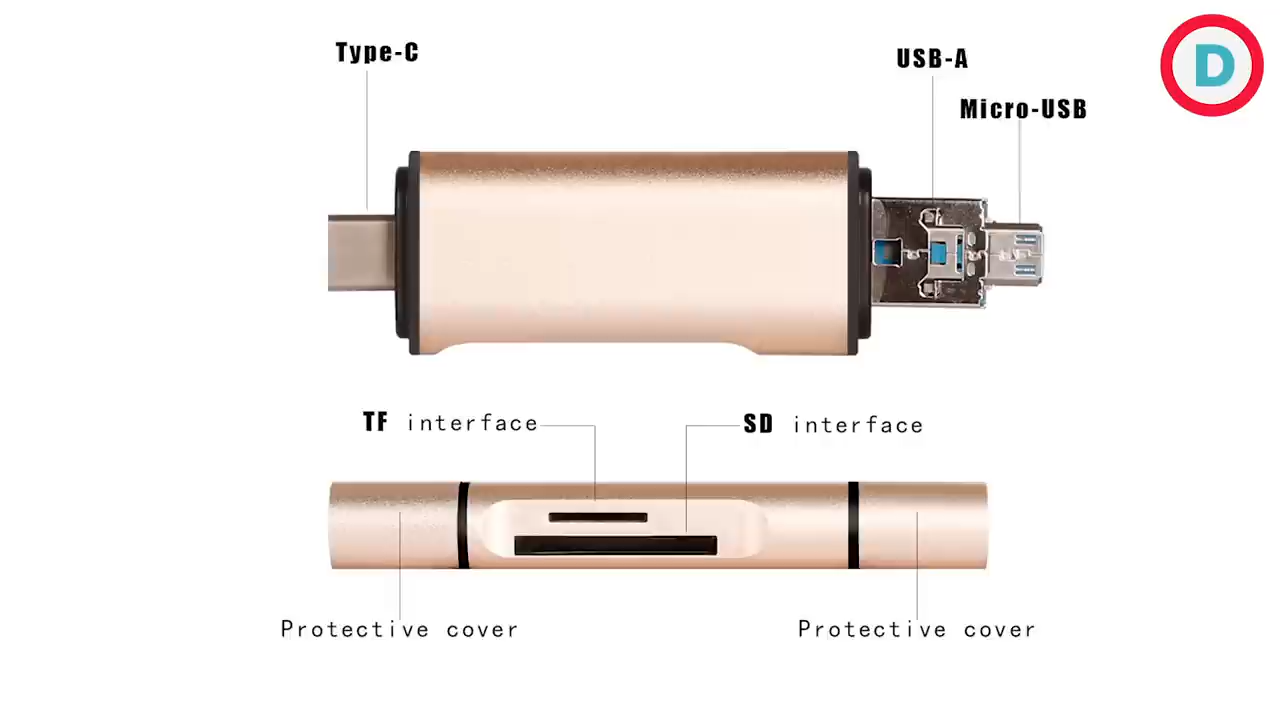 Type-C
USB-A
Micro-USB
D
TF interface
SD interface
Protective cover
Protective cover